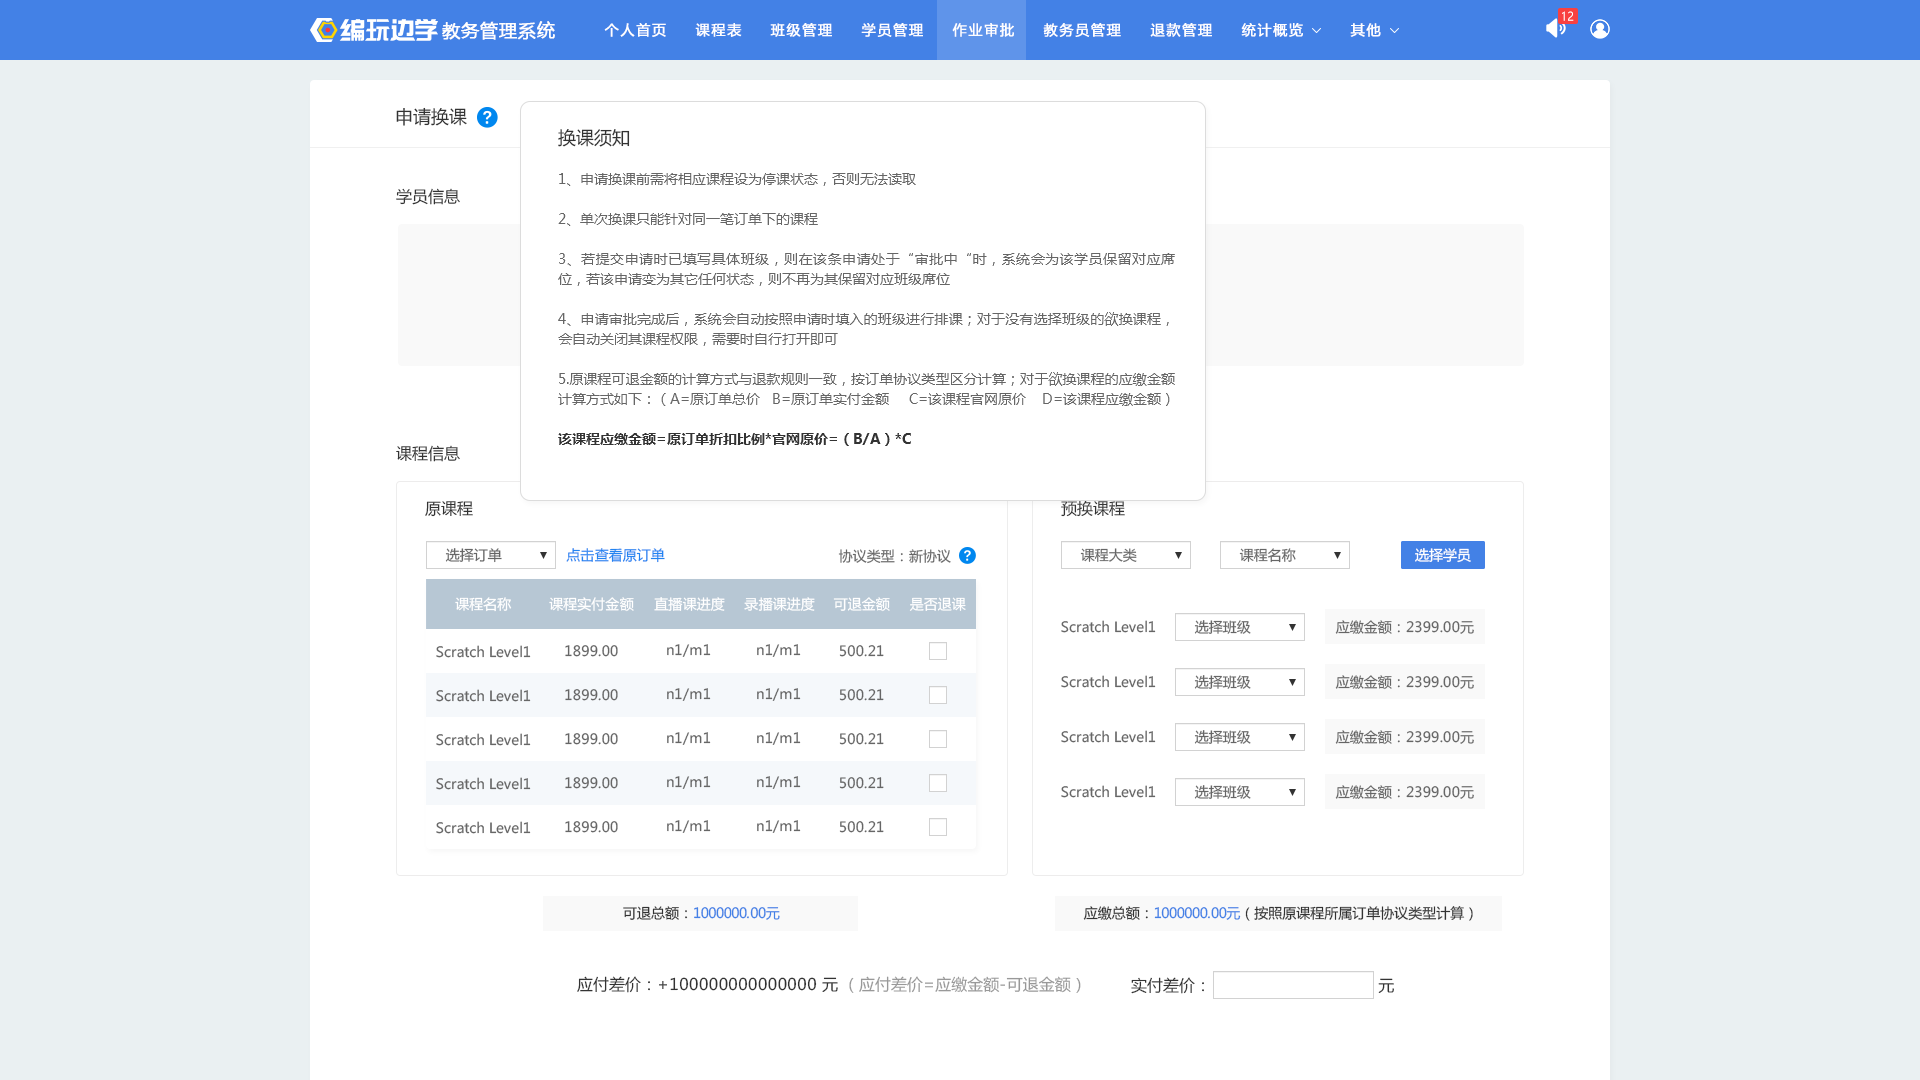 编玩边学 教务管理系统 个人首页 课程表 班级管理 学员管理 作业审批 教务员管理 退款管理 统计概览 其他 12
申请换课 ?
换课须知
1、申请换课前需将相应课程设为停课状态，否则无法读取
2、单次换课只能针对同一笔订单下的课程
3、若提交申请时已填写具体班级，则在该条申请处于“审批中“时，系统会为该学员保留对应席
位，若该申请变为其它任何状态，则不再为其保留对应班级席位
4、申请审批完成后，系统会自动按照申请时填入的班级进行排课；对于没有选择班级的欲换课程，
会自动关闭其课程权限，需要时自行打开即可
5.原课程可退金额的计算方式与退款规则一致，按订单协议类型区分计算；对于欲换课程的应缴金额
计算方式如下：（A=原订单总价 B=原订单实付金额 C=该课程官网原价 D=该课程应缴金额）
该课程应缴金额=原订单折扣比例*官网原价=（B/A）*C
学员信息
课程信息
原课程
选择订单 ▼ 点击查看原订单 协议类型：新协议 ?
课程名称 课程实付金额 直播课进度 录播课进度 可退金额 是否退课
Scratch Level1 1899.00 n1/m1 n1/m1 500.21
Scratch Level1 1899.00 n1/m1 n1/m1 500.21
Scratch Level1 1899.00 n1/m1 n1/m1 500.21
Scratch Level1 1899.00 n1/m1 n1/m1 500.21
Scratch Level1 1899.00 n1/m1 n1/m1 500.21
预换课程
课程大类 ▼ 课程名称 ▼ 选择学员
Scratch Level1 选择班级 ▼ 应缴金额：2399.00元
Scratch Level1 选择班级 ▼ 应缴金额：2399.00元
Scratch Level1 选择班级 ▼ 应缴金额：2399.00元
Scratch Level1 选择班级 ▼ 应缴金额：2399.00元
可退总额：1000000.00元
应缴总额：1000000.00元（按照原课程所属订单协议类型计算）
应付差价：+100000000000000 元（应付差价=应缴金额-可退金额） 实付差价： 元